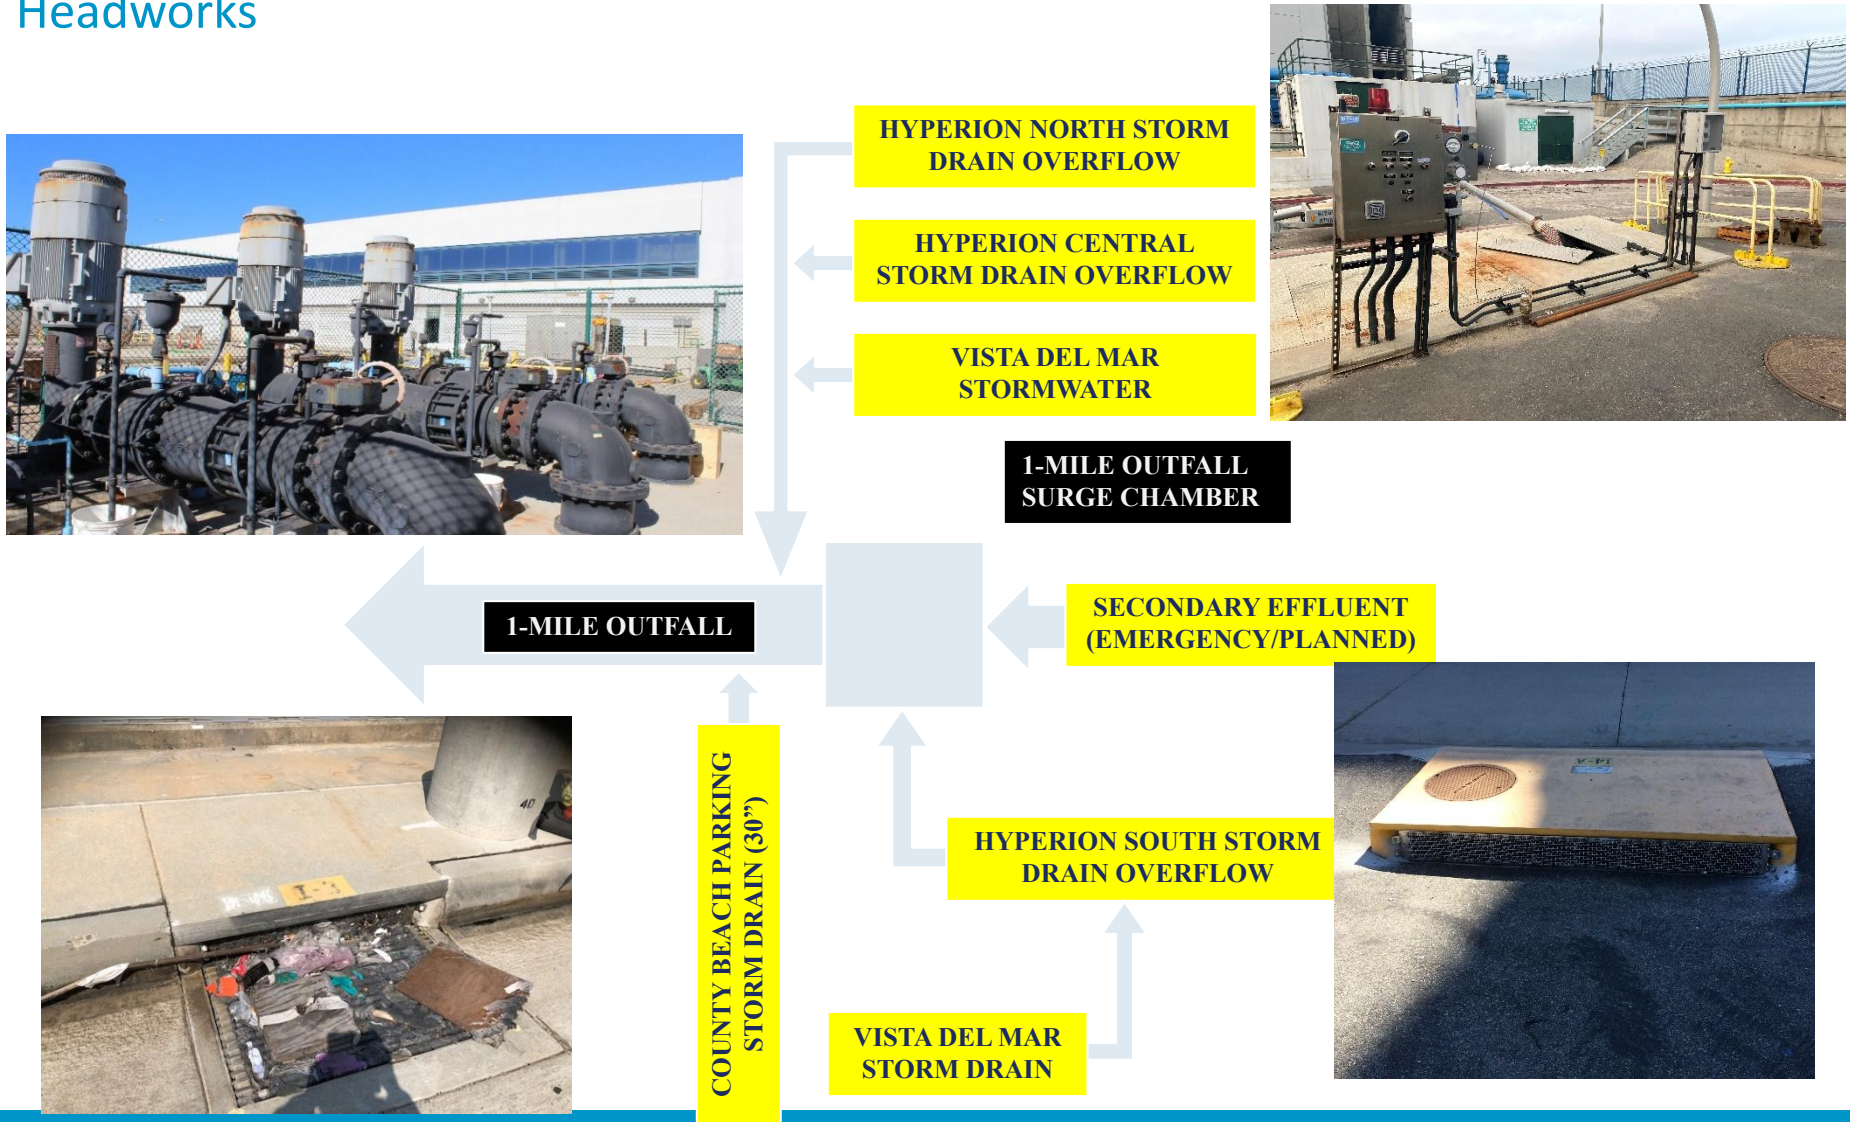 Headworks
HYPERION NORTH STORM
DRAIN OVERFLOW
HYPERION CENTRAL
STORM DRAIN OVERFLOW
VISTA DEL MAR
STORMWATER
1-MILE OUTFALL
SURGE CHAMBER
1-MILE OUTFALL
SECONDARY EFFLUENT
(EMERGENCY/PLANNED)
COUNTY BEACH PARKING
STORM DRAIN (30”)
HYPERION SOUTH STORM
DRAIN OVERFLOW
VISTA DEL MAR
STORM DRAIN
40
I-3